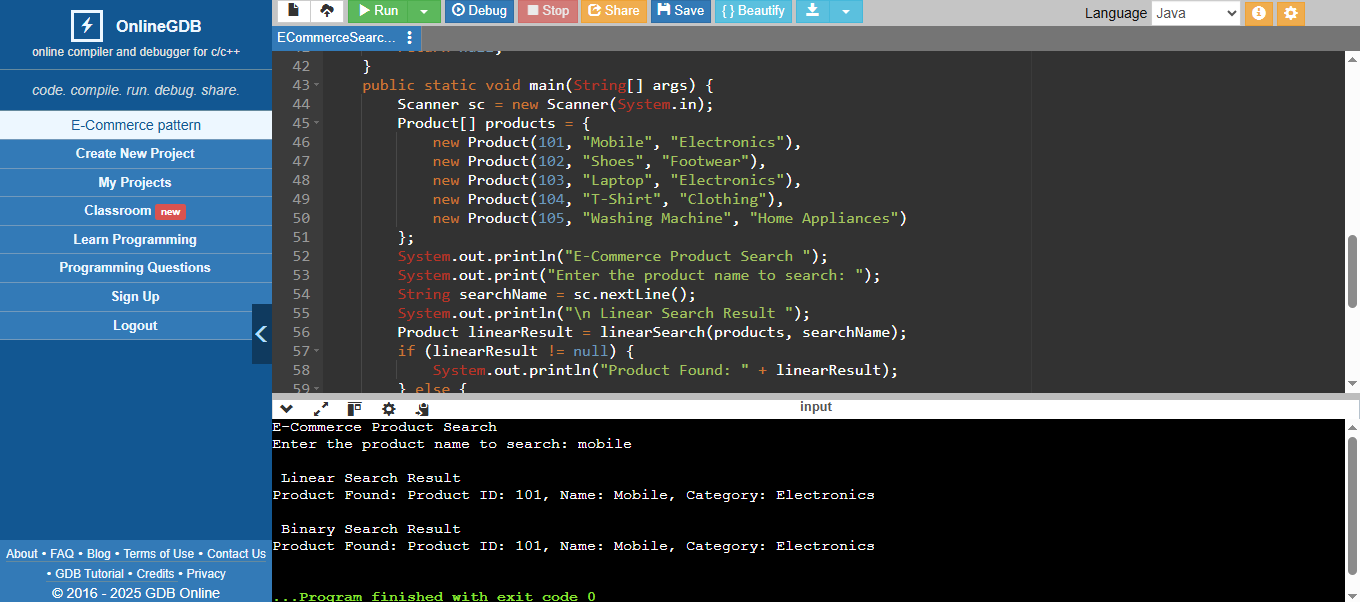 OnlineGDB
online compiler and debugger for c/c++
code. compile. run. debug. share.
E-Commerce pattern
Create New Project
My Projects
Classroom new
Learn Programming
Programming Questions
Sign Up
Logout
About • FAQ • Blog • Terms of Use • Contact Us
• GDB Tutorial • Credits • Privacy
© 2016 - 2025 GDB Online
Run Debug Stop Share Save { } Beautify Language Java
ECommerceSearc...
42 }
43 public static void main(String[] args) {
44 Scanner sc = new Scanner(System.in);
45 Product[] products = {
46 new Product(101, "Mobile", "Electronics"),
47 new Product(102, "Shoes", "Footwear"),
48 new Product(103, "Laptop", "Electronics"),
49 new Product(104, "T-Shirt", "Clothing"),
50 new Product(105, "Washing Machine", "Home Appliances")
51 };
52 System.out.println("E-Commerce Product Search ");
53 System.out.print("Enter the product name to search: ");
54 String searchName = sc.nextLine();
55 System.out.println("\n Linear Search Result ");
56 Product linearResult = linearSearch(products, searchName);
57 if (linearResult != null) {
58 System.out.println("Product Found: " + linearResult);
59 } else {
input
E-Commerce Product Search
Enter the product name to search: mobile
Linear Search Result
Product Found: Product ID: 101, Name: Mobile, Category: Electronics
Binary Search Result
Product Found: Product ID: 101, Name: Mobile, Category: Electronics
...Program finished with exit code 0